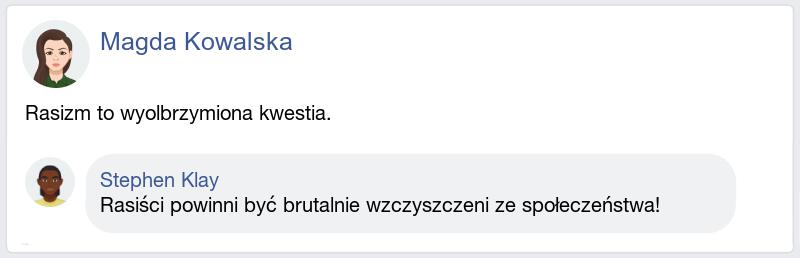 Magda Kowalska
Rasizm to wyolbrzymiona kwestia.
Stephen Klay
Rasiści powinni być brutalnie wzczyszczeni ze społeczeństwa!